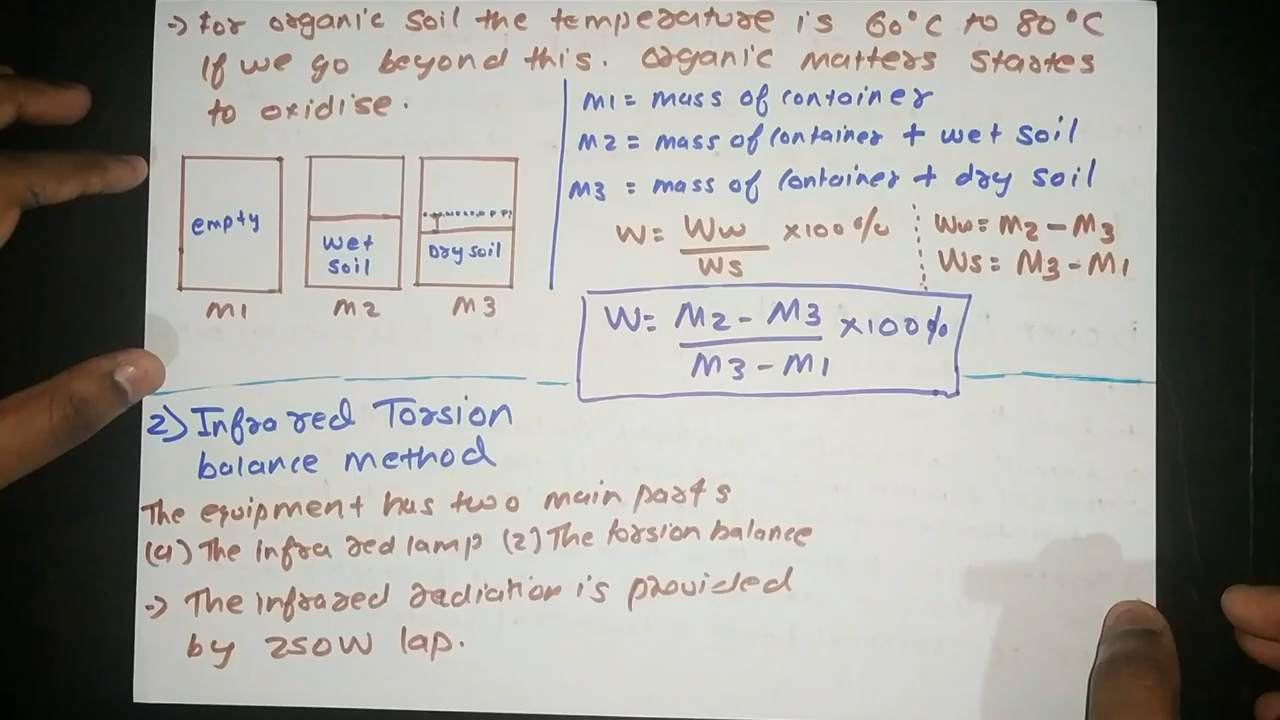 -> For organic soil the temperature is 60°C to 80°C
If we go beyond this. organic matters startes
to oxidise.
empty
M1
wet
soil
M2
Dry soil
M3
M1 = mass of container
M2 = mass of container + wet soil
M3 = mass of container + dry soil
W = Ww / Ws ×100%
Ww = M2 - M3
Ws = M3 - M1
W = M2 - M3 / M3 - M1 ×100%
2) Infrared Torsion
balance method
The equipment has two main parts
(a) The infra red lamp (2) The torsion balance
-> The infrared radiation is provided
by 250W lap.